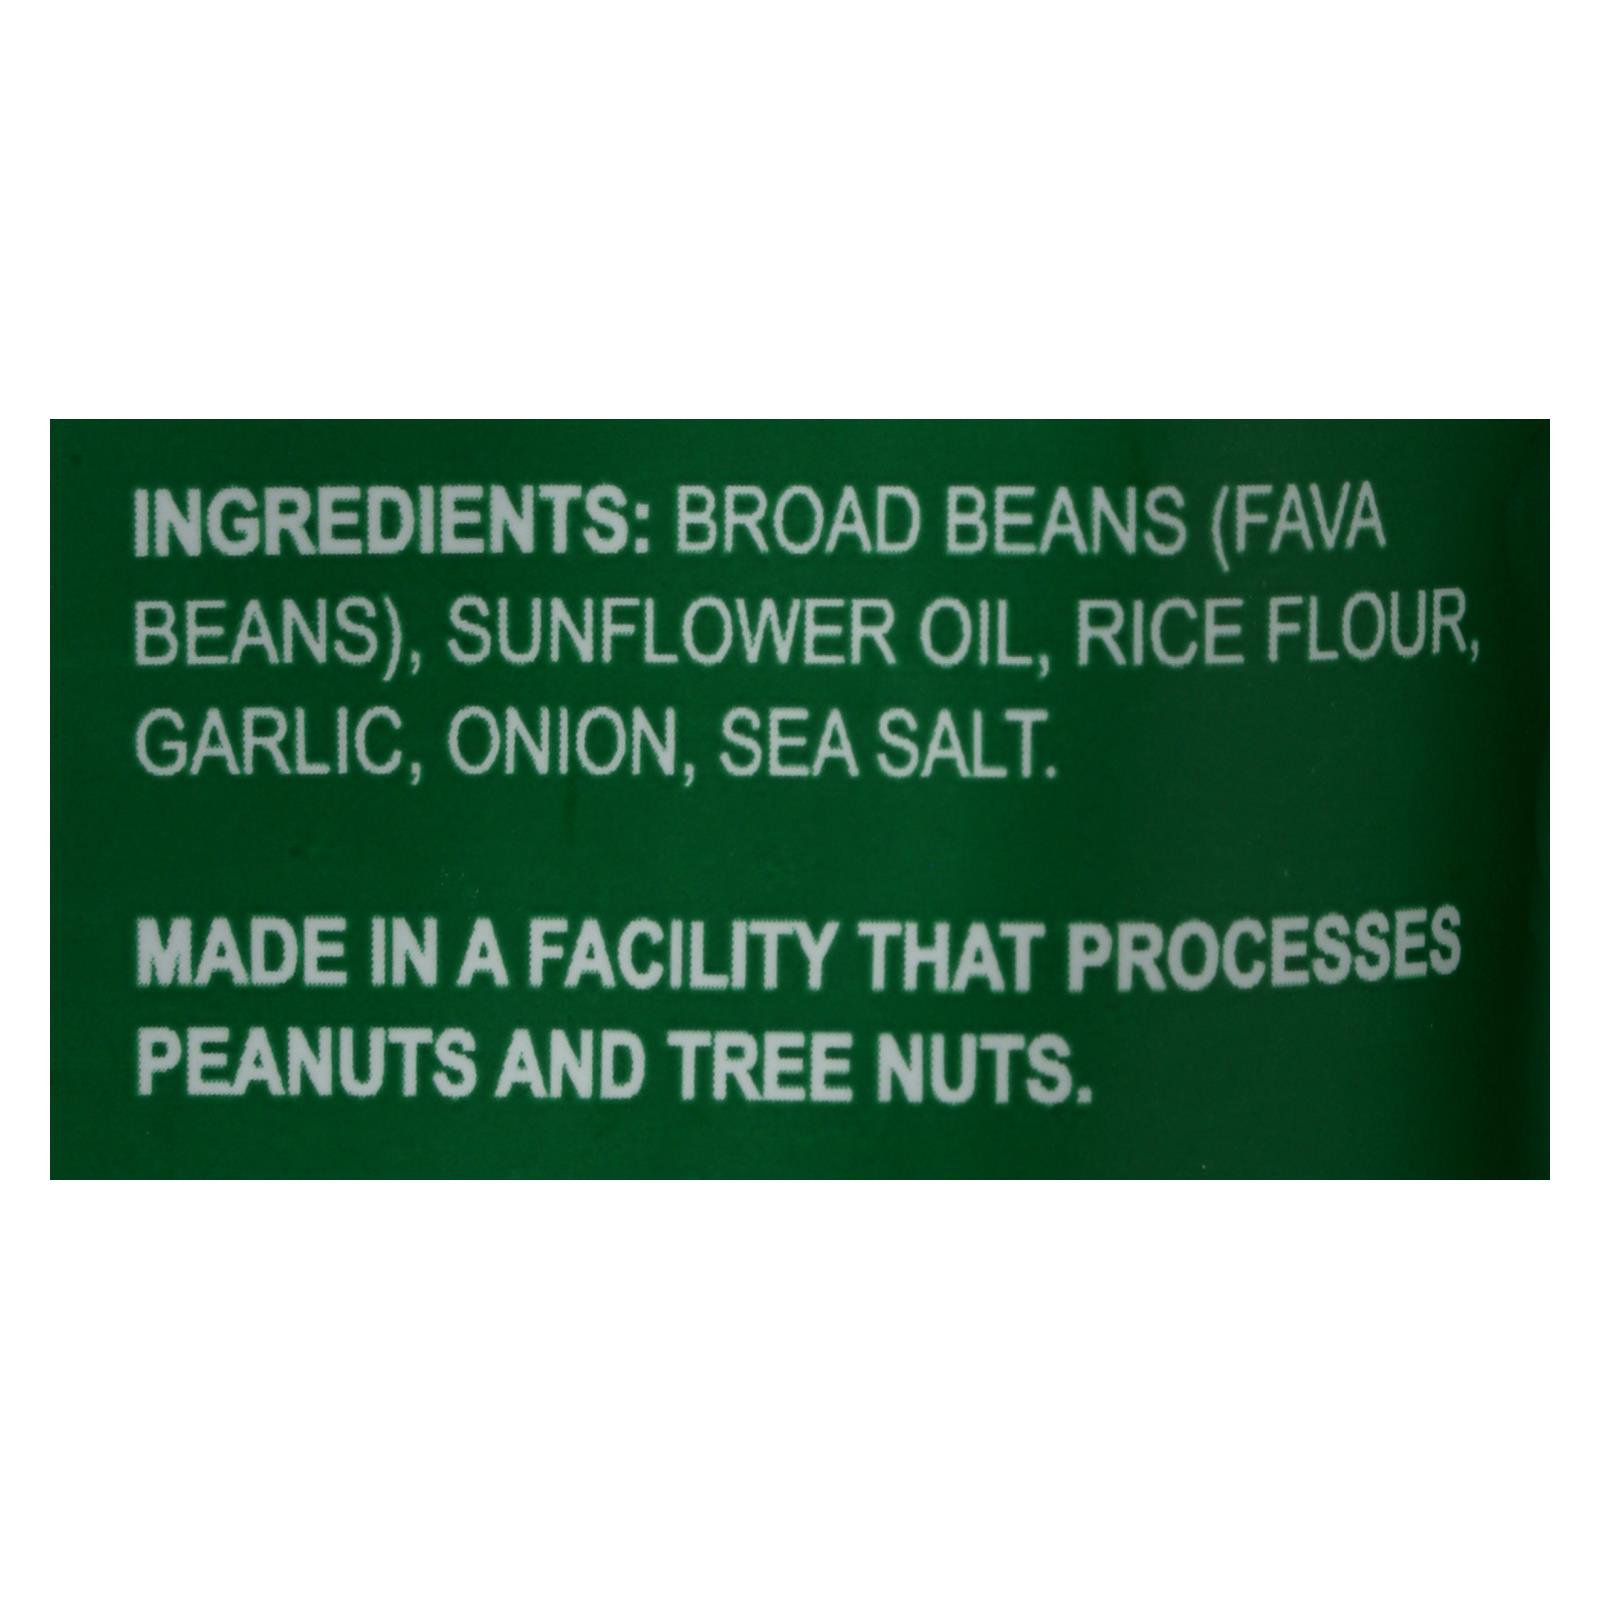 INGREDIENTS: BROAD BEANS (FAVA
BEANS), SUNFLOWER OIL, RICE FLOUR,
GARLIC, ONION, SEA SALT.
MADE IN A FACILITY THAT PROCESSES
PEANUTS AND TREE NUTS.